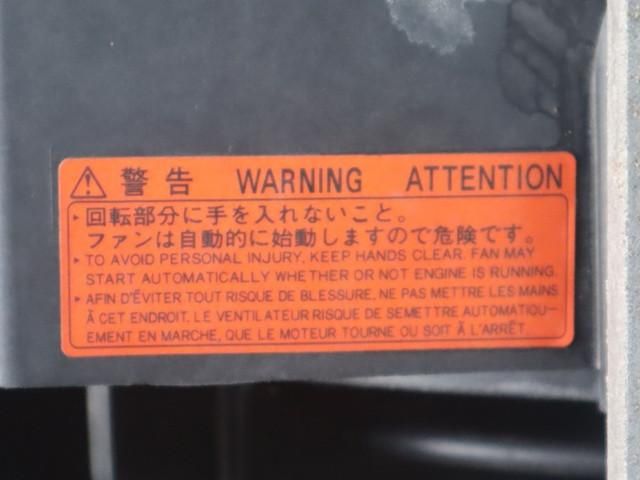 警告 WARNING ATTENTION
・回転部分に手を入れないこと。
ファンは自動的に始動しますので危険です。
・TO AVOID PERSONAL INJURY, KEEP HANDS CLEAR. FAN MAY
START AUTOMATICALLY WHETHER OR NOT ENGINE IS RUNNING.
・AFIN D'ÉVITER TOUT RISQUE DE BLESSURE, NE PAS METTRE LES MAINS
À CET ENDROIT. LE VENTILATEUR RISQUE DE SEMETTRE AUTOMATIQU-
EMENT EN MARCHE, QUE LE MOTEUR TOURNE OU SOIT À L'ARRÊT.